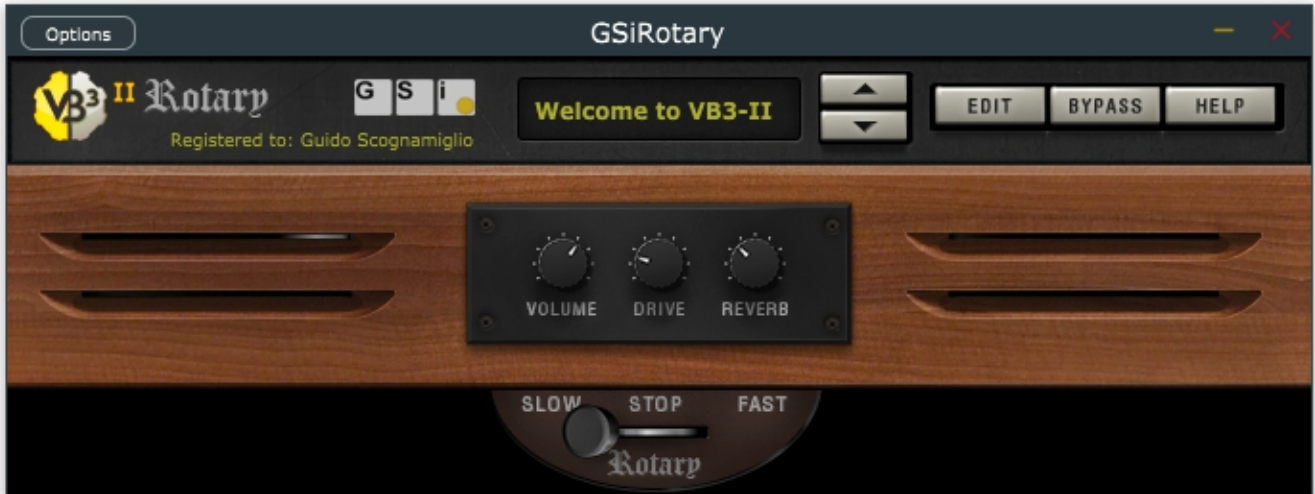 Options
GSiRotary
VB3 II Rotary
G S i
Registered to: Guido Scognamiglio
Welcome to VB3-II
EDIT BYPASS HELP
VOLUME DRIVE REVERB
SLOW STOP FAST
Rotary